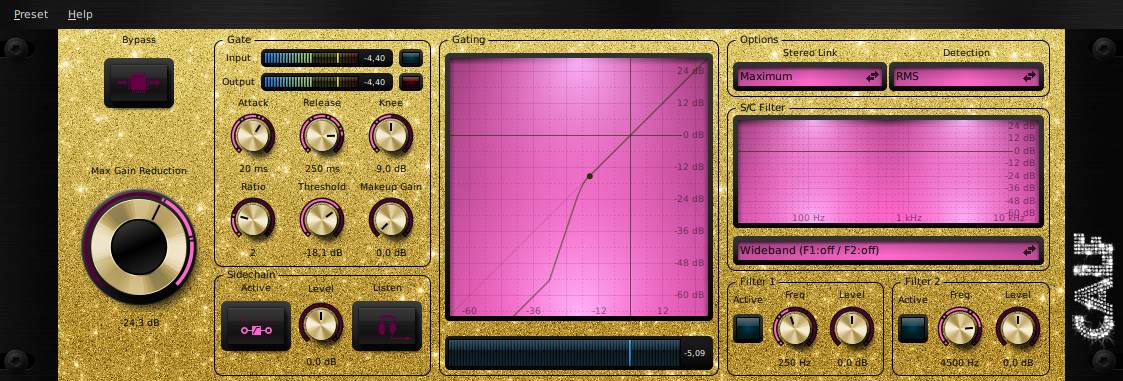 Preset Help
Bypass
Max Gain Reduction
-24,3 dB
Gate
Input -4,40
Output -4,40
Attack Release Knee
20 ms 250 ms 9,0 dB
Ratio Threshold Makeup Gain
2 -18,1 dB 0,0 dB
Sidechain
Active Level Listen
0,0 dB
Gating
24 dB
12 dB
0 dB
-12 dB
-24 dB
-36 dB
-48 dB
-60 dB
-60 -36 -12 12
-5,09
Options
Stereo Link Detection
Maximum RMS
S/C Filter
24 dB
12 dB
0 dB
-12 dB
-24 dB
-36 dB
-48 dB
-60 dB
100 Hz 1 kHz 10 kHz
Wideband (F1:off / F2:off)
Filter 1
Active Freq Level
250 Hz 0,0 dB
Filter 2
Active Freq Level
4500 Hz 0,0 dB
CALF